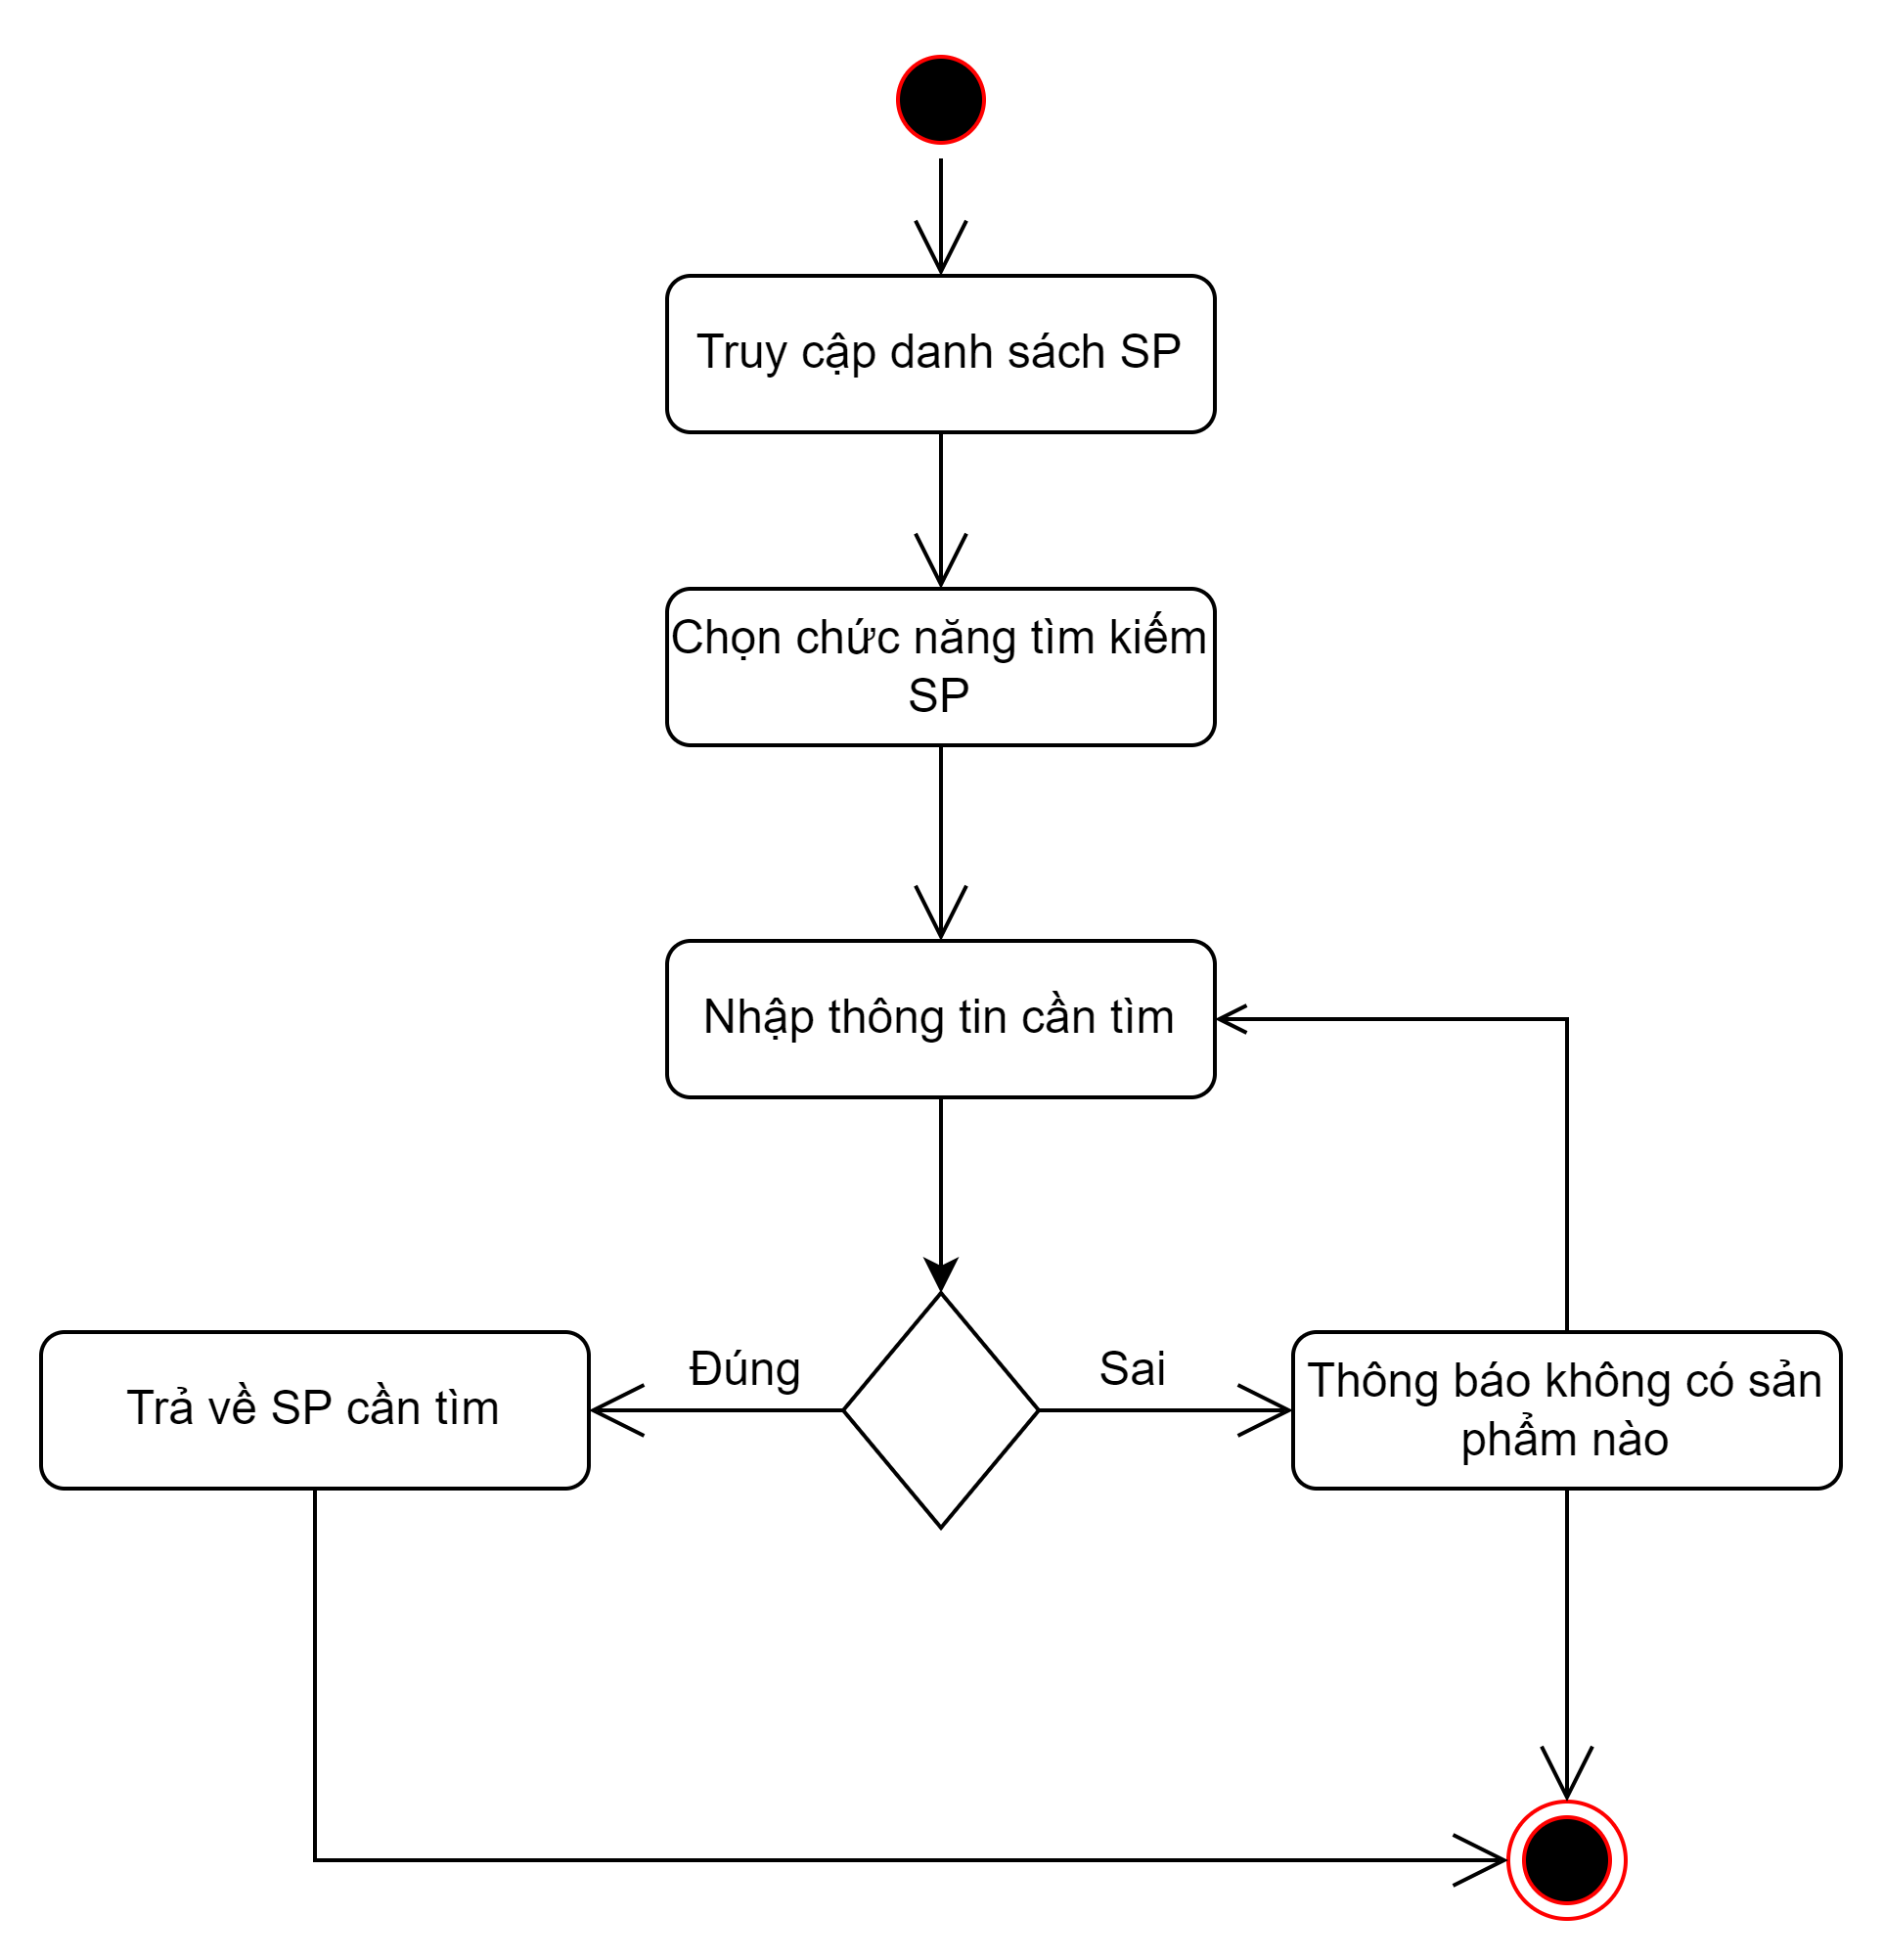 Truy cập danh sách SP
Chọn chức năng tìm kiếm
SP
Nhập thông tin cần tìm
Đúng
Sai
Trả về SP cần tìm
Thông báo không có sản
phẩm nào